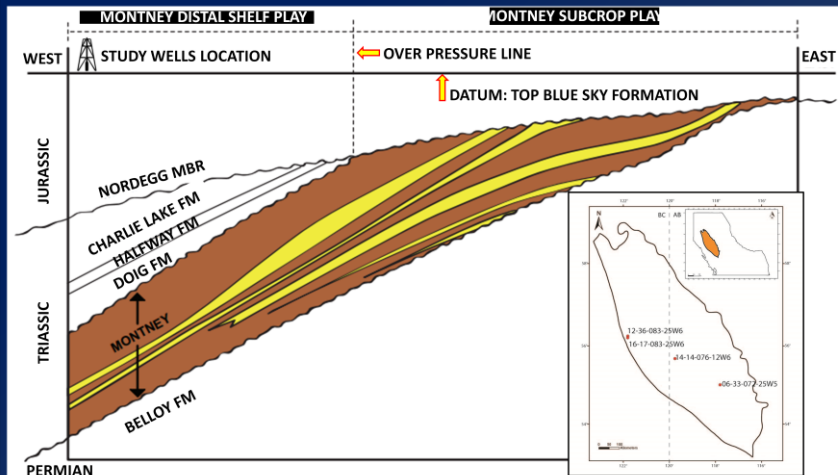 MONTNEY DISTAL SHELF PLAY
MONTNEY SUBCROP PLAY
WEST
STUDY WELLS LOCATION
OVER PRESSURE LINE
EAST
DATUM: TOP BLUE SKY FORMATION
JURASSIC
NORDEGG MBR
CHARLIE LAKE FM
HALFWAY FM
DOIG FM
TRIASSIC
MONTNEY
BELLOY FM
PERMIAN
N
BC
AB
12-36-083-25W6
16-17-083-25W6
14-14-076-12W6
06-33-072-25W5